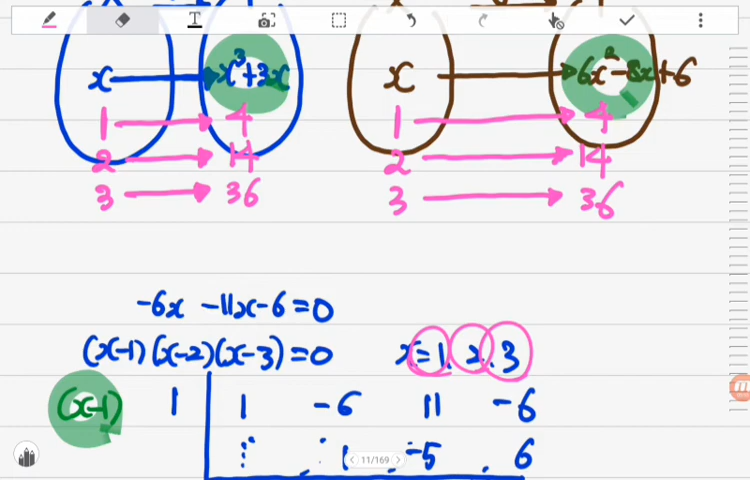 x → x³+3x
x → 6x²-8x+6
1 → 4
1 → 4
2 → 14
2 → 14
3 → 36
3 → 36
-6x -11x-6=0
(x-1)(x-2)(x-3)=0 x=1, 2, 3
(x-1) 1 | 1 -6 11 -6
1 -5 6
11/169